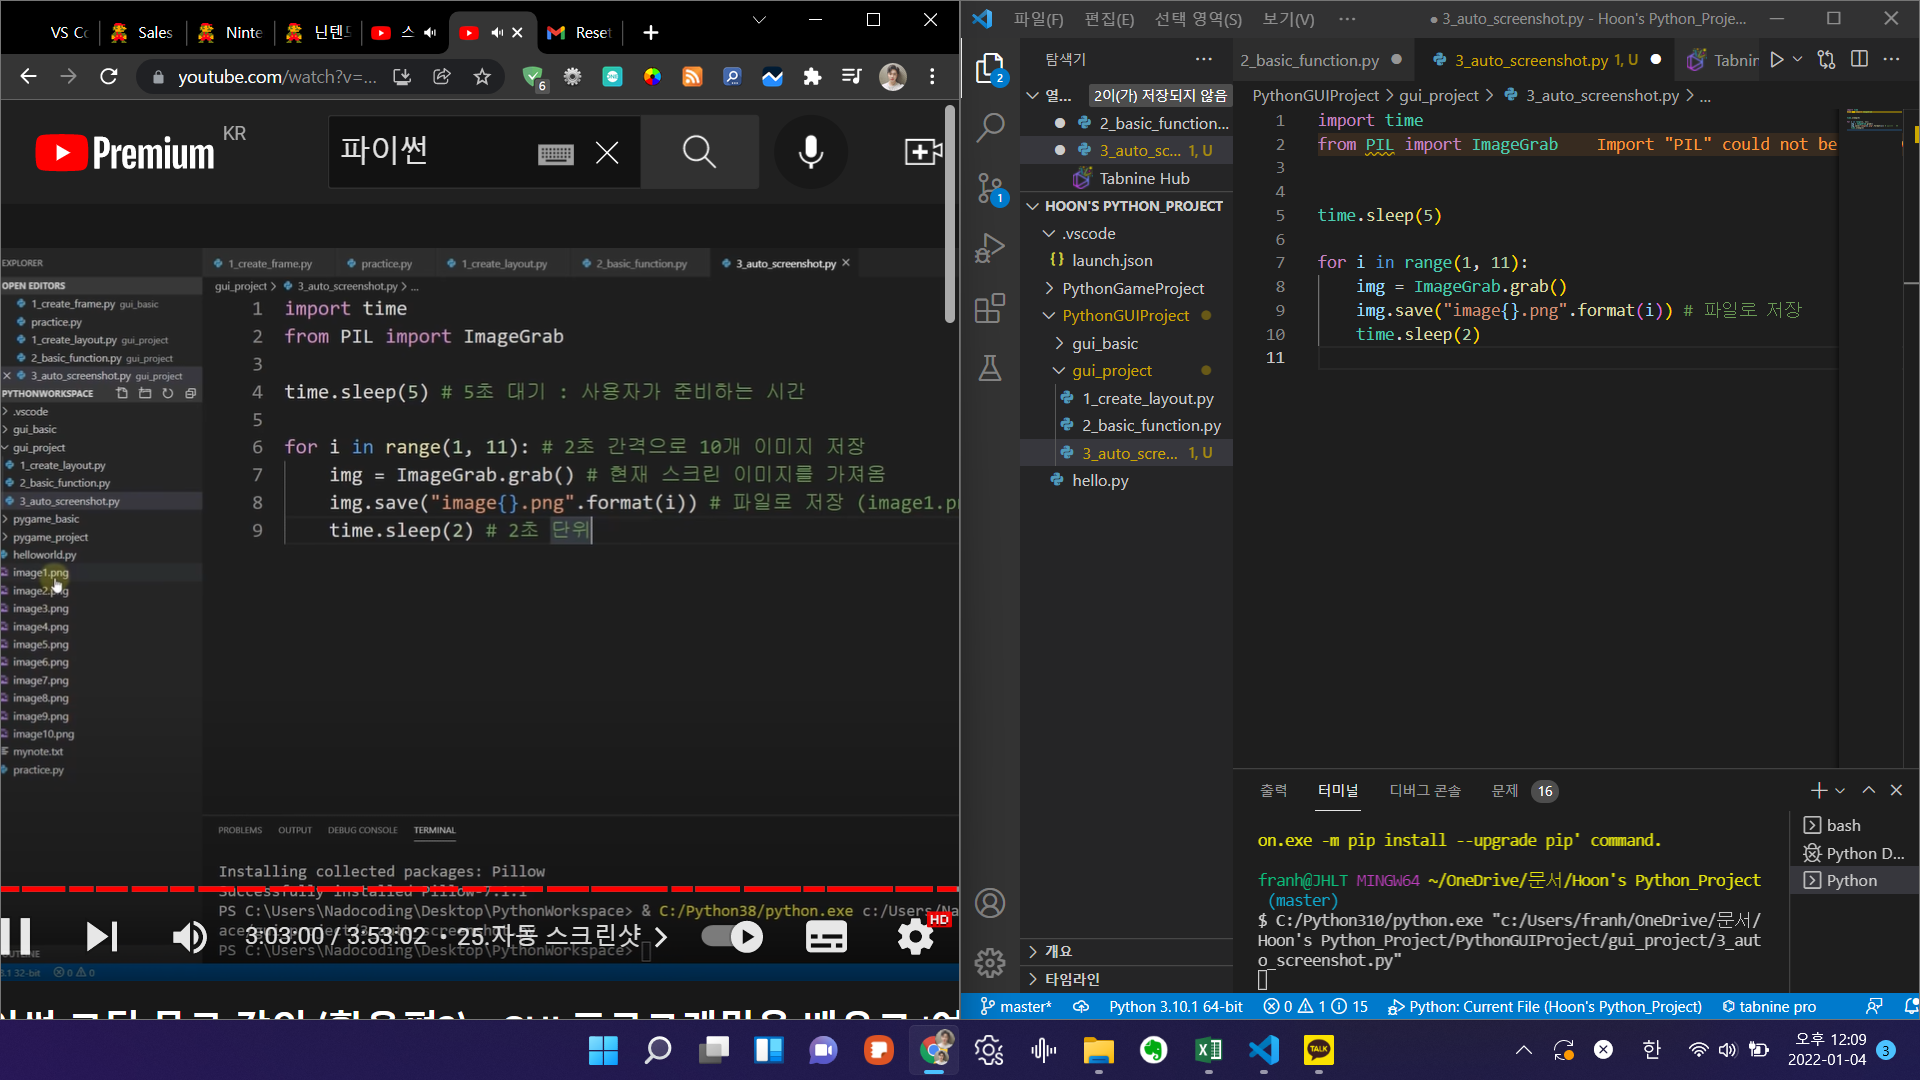 VS Co
Sales
Ninte
닌텐
스
Reset
youtube.com/watch?v=...
6
Premium
KR
파이썬
EXPLORER
OPEN EDITORS
1_create_frame.py gui_basic
practice.py
1_create_layout.py gui_project
2_basic_function.py gui_project
3_auto_screenshot.py gui_project
PYTHONWORKSPACE
.vscode
gui_basic
gui_project
1_create_layout.py
2_basic_function.py
3_auto_screenshot.py
pygame_basic
pygame_project
helloworld.py
image1.png
image2.png
image3.png
image4.png
image5.png
image6.png
image7.png
image8.png
image9.png
image10.png
mynote.txt
practice.py
1_create_frame.py
practice.py
1_create_layout.py
2_basic_function.py
3_auto_screenshot.py
gui_project > 3_auto_screenshot.py > ...
1 import time
2 from PIL import ImageGrab
3
4 time.sleep(5) # 5초 대기 : 사용자가 준비하는 시간
5
6 for i in range(1, 11): # 2초 간격으로 10개 이미지 저장
7 img = ImageGrab.grab() # 현재 스크린 이미지를 가져옴
8 img.save("image{}.png".format(i)) # 파일로 저장 (image1.pn
9 time.sleep(2) # 2초 단위
PROBLEMS
OUTPUT
DEBUG CONSOLE
TERMINAL
Installing collected packages: Pillow
Successfully installed Pillow-7.1.1
PS C:\Users\Nadocoding\Desktop\PythonWorkspace> & C:/Python38/python.exe c:/Users/Na
PS C:\Users\Nadocoding\Desktop\PythonWorkspace>
3:03:00 / 3:53:02 • 25.자동 스크린샷
HD
파일(F)
편집(E)
선택 영역(S)
보기(V)
...
● 3_auto_screenshot.py - Hoon's Python_Proje...
탐색기
2
열...
2이(가) 저장되지 않음
2_basic_function...
3_auto_sc... 1, U
Tabnine Hub
1
HOON'S PYTHON_PROJECT
.vscode
launch.json
PythonGameProject
PythonGUIProject
gui_basic
gui_project
1_create_layout.py
2_basic_function.py
3_auto_scre... 1, U
hello.py
개요
타임라인
2_basic_function.py
3_auto_screenshot.py 1, U
Tabnin
PythonGUIProject > gui_project > 3_auto_screenshot.py > ...
1 import time
2 from PIL import ImageGrab Import "PIL" could not be
3
4
5 time.sleep(5)
6
7 for i in range(1, 11):
8 img = ImageGrab.grab()
9 img.save("image{}.png".format(i)) # 파일로 저장
10 time.sleep(2)
11
출력
터미널
디버그 콘솔
문제 16
on.exe -m pip install --upgrade pip' command.
franh@JHLT MINGW64 ~/OneDrive/문서/Hoon's Python_Project
(master)
$ C:/Python310/python.exe "c:/Users/franh/OneDrive/문서/
Hoon's Python_Project/PythonGUIProject/gui_project/3_aut
o_screenshot.py"
bash
Python D...
Python
master*
Python 3.10.1 64-bit
0 1 15
Python: Current File (Hoon's Python_Project)
tabnine pro
TALK
한
오후 12:09
2022-01-04
3